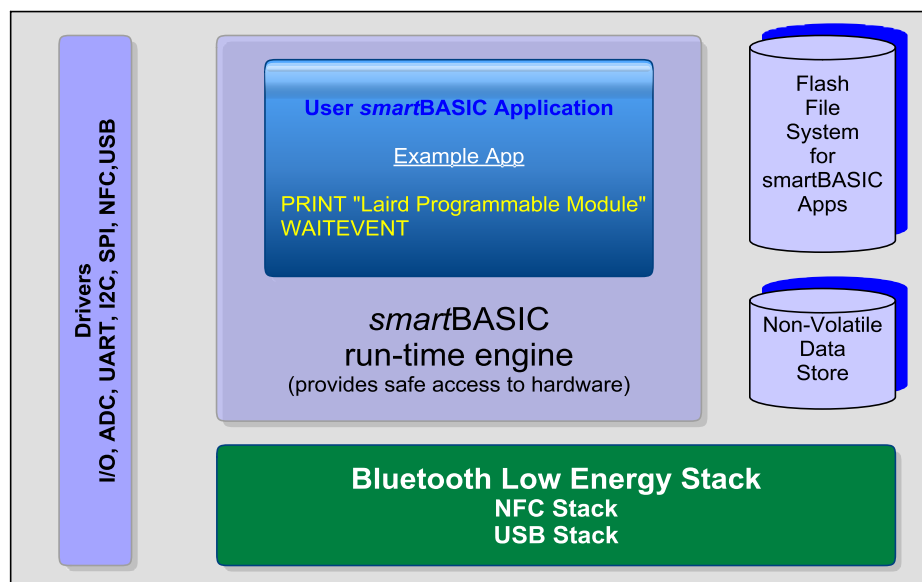 Drivers
I/O, ADC, UART, I2C, SPI, NFC,USB
User smartBASIC Application
Example App
PRINT "Laird Programmable Module"
WAITEVENT
smartBASIC
run-time engine
(provides safe access to hardware)
Flash
File
System
for
smartBASIC
Apps
Non-Volatile
Data
Store
Bluetooth Low Energy Stack
NFC Stack
USB Stack